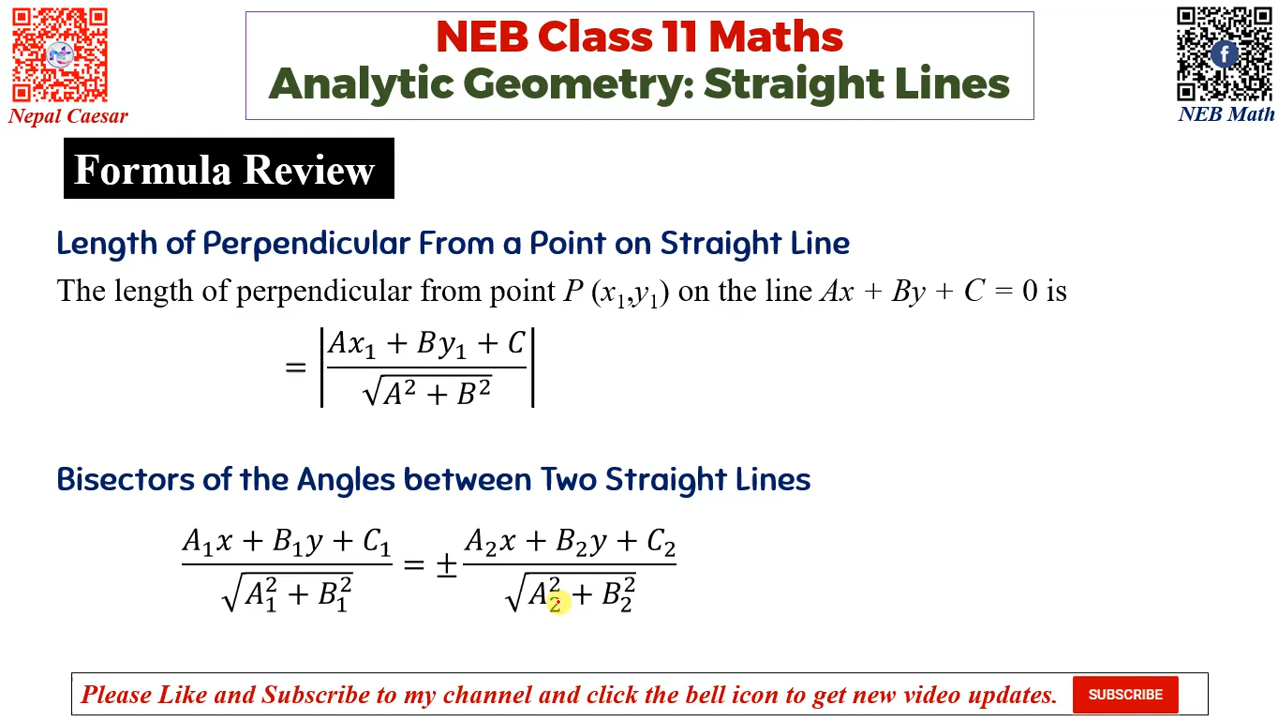 NEB Class 11 Maths
Analytic Geometry: Straight Lines
Nepal Caesar
NEB Math
Formula Review
Length of Perpendicular From a Point on Straight Line
The length of perpendicular from point P (x₁,y₁) on the line Ax + By + C = 0 is
= |(Ax₁ + By₁ + C) / √(A² + B²)|
Bisectors of the Angles between Two Straight Lines
(A₁x + B₁y + C₁) / √(A₁² + B₁²) = ± (A₂x + B₂y + C₂) / √(A₂² + B₂²)
Please Like and Subscribe to my channel and click the bell icon to get new video updates.
SUBSCRIBE